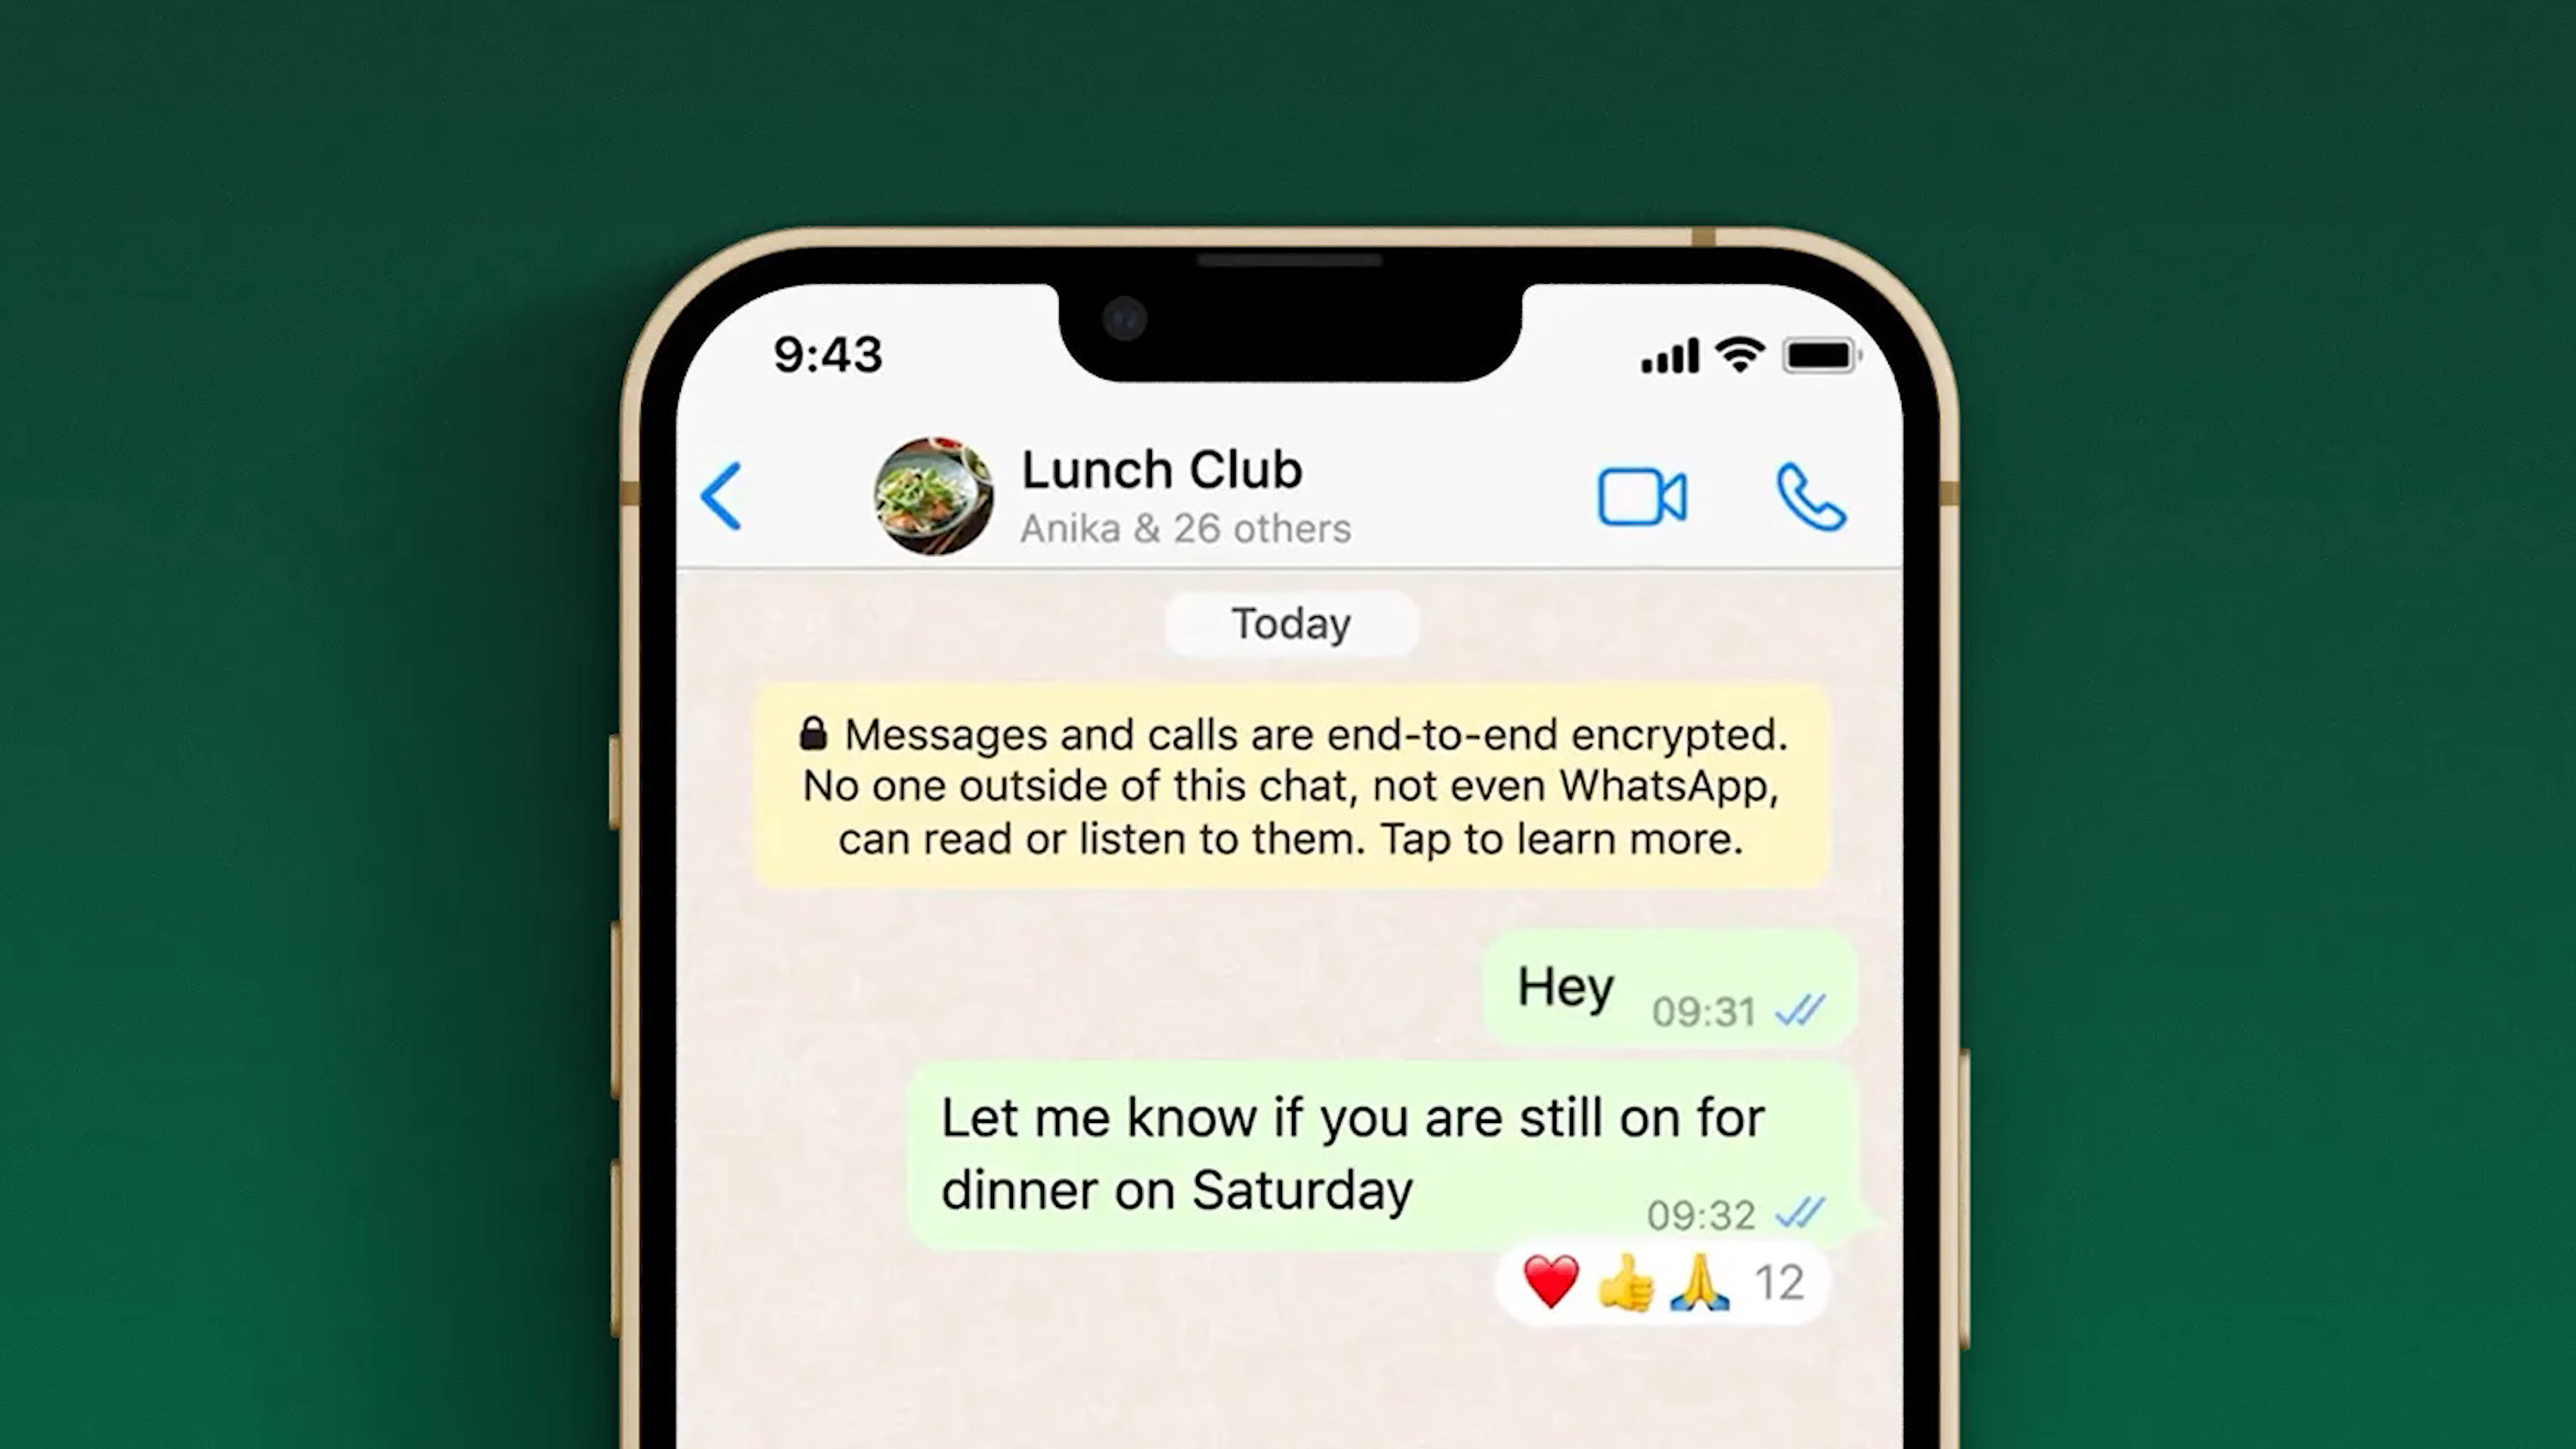 9:43
Lunch Club
Anika & 26 others
Today
Messages and calls are end-to-end encrypted.
No one outside of this chat, not even WhatsApp,
can read or listen to them. Tap to learn more.
Hey
09:31
Let me know if you are still on for
dinner on Saturday
09:32
12